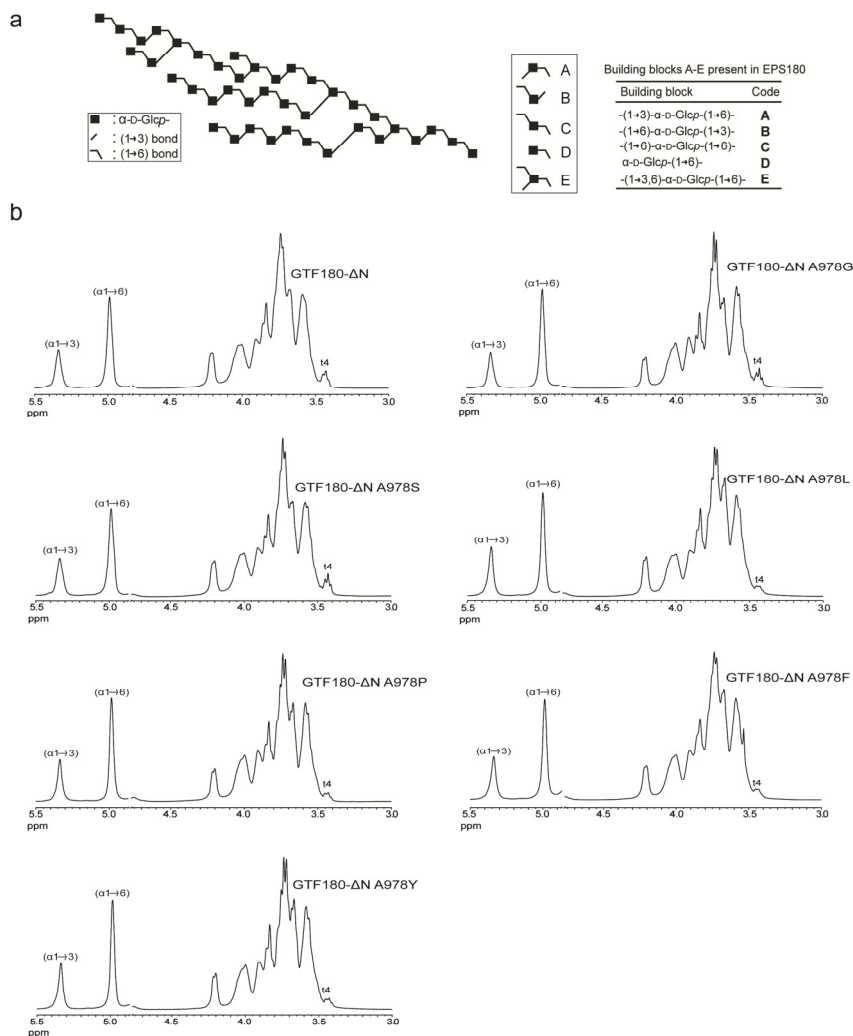 a
■ : α-D-Glcp-
: (1→3) bond
: (1→6) bond
A
B
C
D
E
Building blocks A-E present in EPS180
Building block Code
-(1→3)-α-D-Glcp-(1→6)- A
-(1→6)-α-D-Glcp-(1→3)- B
-(1→6)-α-D-Glcp-(1→6)- C
α-D-Glcp-(1→6)- D
-(1→3,6)-α-D-Glcp-(1→6)- E
b
GTF180-ΔN
(α1→6)
(α1→3)
t4
5.5 5.0 4.5 4.0 3.5 3.0
ppm
GTF180-ΔN A978G
(α1→6)
(α1→3)
t4
5.5 5.0 4.5 4.0 3.5 3.0
ppm
GTF180-ΔN A978S
(α1→6)
(α1→3)
t4
5.5 5.0 4.5 4.0 3.5 3.0
ppm
GTF180-ΔN A978L
(α1→6)
(α1→3)
t4
5.5 5.0 4.5 4.0 3.5 3.0
ppm
GTF180-ΔN A978P
(α1→6)
(α1→3)
t4
5.5 5.0 4.5 4.0 3.5 3.0
ppm
GTF180-ΔN A978F
(α1→6)
(α1→3)
t4
5.5 5.0 4.5 4.0 3.5 3.0
ppm
GTF180-ΔN A978Y
(α1→6)
(α1→3)
t4
5.5 5.0 4.5 4.0 3.5 3.0
ppm